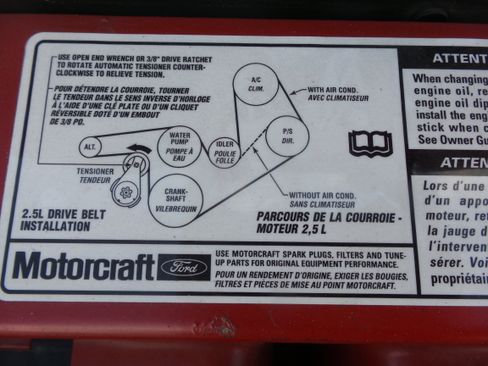 •USE OPEN END WRENCH OR 3/8" DRIVE RATCHET
TO ROTATE AUTOMATIC TENSIONER COUNTER-
CLOCKWISE TO RELIEVE TENSION.
•POUR DÉTENDRE LA COURROIE, TOURNER
LE TENDEUR DANS LE SENS INVERSE D'HORLOGE
À L'AIDE D'UNE CLÉ PLATE OU D'UN CLIQUET
RÉVERSIBLE DOTÉ D'UN EMBOUT
DE 3/8 PO.
A/C
CLIM.
WITH AIR COND.
AVEC CLIMATISEUR
ALT.
WATER
PUMP
POMPE À
EAU
IDLER
POULIE
FOLLE
P/S
DIR.
TENSIONER
TENDEUR
CRANK-
SHAFT
VILEBREQUIN
WITHOUT AIR COND.
SANS CLIMATISEUR
2.5L DRIVE BELT
INSTALLATION
PARCOURS DE LA COURROIE -
MOTEUR 2,5 L
Motorcraft
Ford
USE MOTORCRAFT SPARK PLUGS, FILTERS AND TUNE-
UP PARTS FOR ORIGINAL EQUIPMENT PERFORMANCE.
POUR UN RENDEMENT D'ORIGINE, EXIGER LES BOUGIES,
FILTRES ET PIÈCES DE MISE AU POINT MOTORCRAFT.
ATTENT
When changing
engine oil, re
engine oil dip
install the eng
stick when c
See Owner Gu
ATTEN
Lors d'une
d'un appo
moteur, ret
la jauge d
l'interventi
sérer. Voi
propriétair